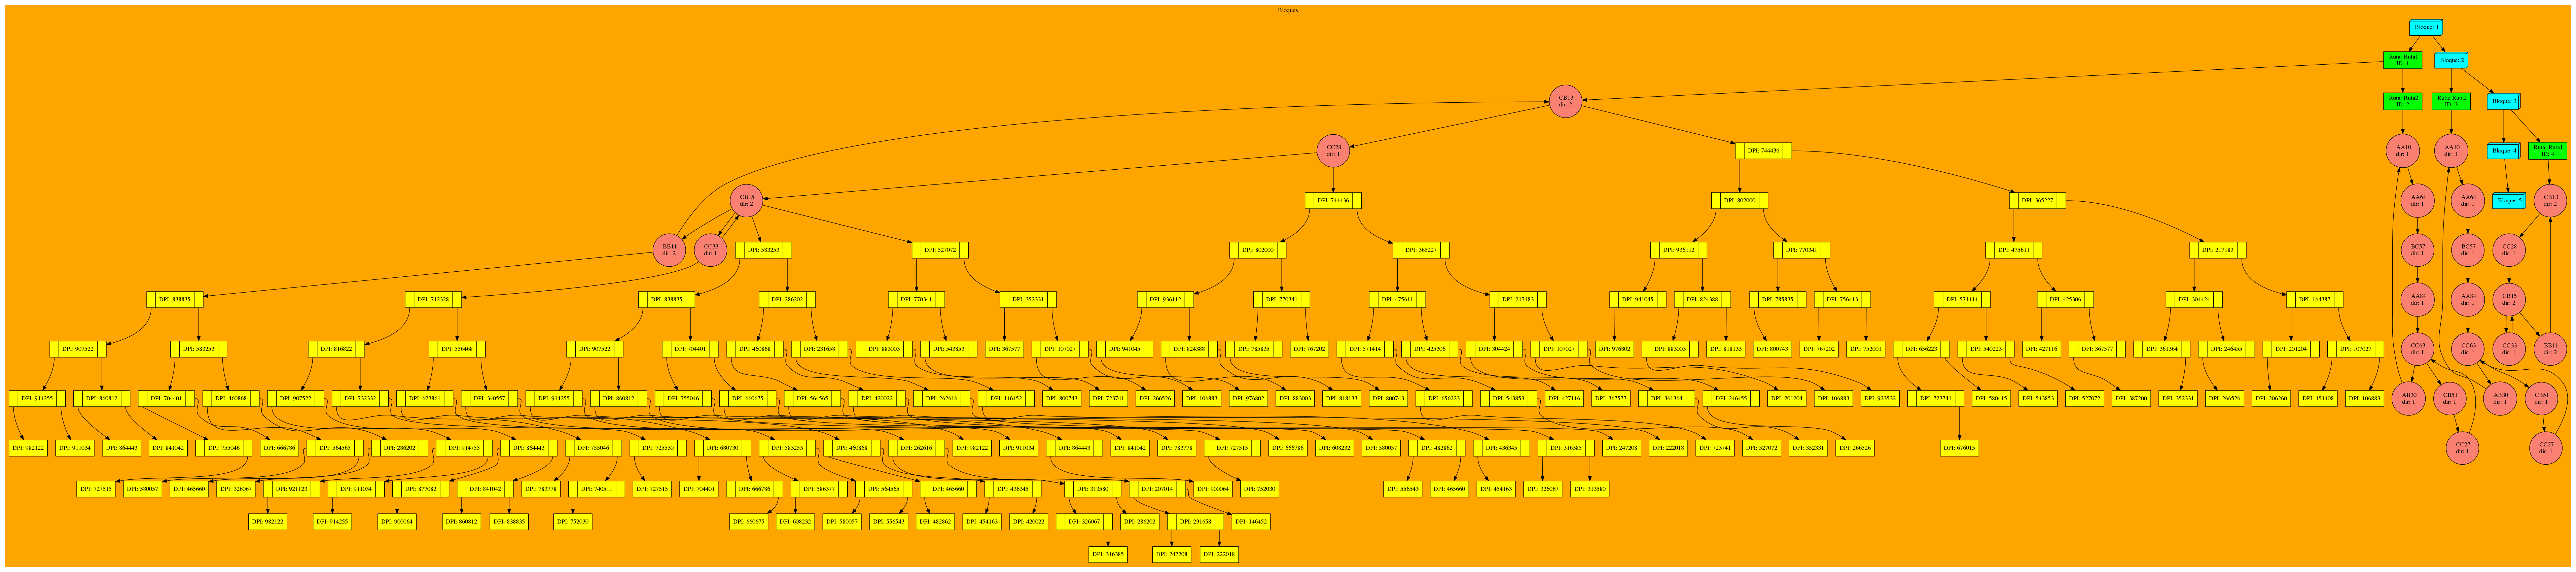 Bloques
Bloque: 1
Ruta: Ruta1
ID: 1
Bloque: 2
CB13
dir: 2
Ruta: Ruta2
ID: 2
Ruta: Ruta2
ID: 3
Bloque: 3
CC28
dir: 1
DPI: 744436
AA10
dir: 1
AA10
dir: 1
Bloque: 4
Ruta: Ruta1
ID: 4
CB15
dir: 2
DPI: 744436
DPI: 802000
DPI: 365227
AA64
dir: 1
AA64
dir: 1
Bloque: 5
CB13
dir: 2
BB11
dir: 2
CC33
dir: 1
DPI: 583253
DPI: 527072
DPI: 802000
DPI: 365227
DPI: 936112
DPI: 770341
DPI: 475611
DPI: 217183
BC57
dir: 1
BC57
dir: 1
CC28
dir: 1
DPI: 838835
DPI: 712328
DPI: 838835
DPI: 286202
DPI: 770341
DPI: 352331
DPI: 936112
DPI: 770341
DPI: 475611
DPI: 217183
DPI: 941045
DPI: 824388
DPI: 785835
DPI: 756413
DPI: 571414
DPI: 425306
DPI: 304424
DPI: 164387
AA84
dir: 1
AA84
dir: 1
CB15
dir: 2
DPI: 907522
DPI: 583253
DPI: 816822
DPI: 556468
DPI: 907522
DPI: 704401
DPI: 460868
DPI: 231658
DPI: 883003
DPI: 543853
DPI: 367577
DPI: 107027
DPI: 941045
DPI: 824388
DPI: 785835
DPI: 767202
DPI: 571414
DPI: 425306
DPI: 304424
DPI: 107027
DPI: 976802
DPI: 883003
DPI: 818133
DPI: 800743
DPI: 767202
DPI: 752001
DPI: 656223
DPI: 540223
DPI: 427116
DPI: 367577
DPI: 361364
DPI: 246455
DPI: 201204
DPI: 107027
CC63
dir: 1
CC63
dir: 1
CC33
dir: 1
BB11
dir: 2
DPI: 914255
DPI: 860812
DPI: 704401
DPI: 460868
DPI: 907522
DPI: 732332
DPI: 623861
DPI: 340557
DPI: 914255
DPI: 860812
DPI: 755046
DPI: 660675
DPI: 564565
DPI: 420022
DPI: 262616
DPI: 146452
DPI: 800743
DPI: 723741
DPI: 266526
DPI: 106883
DPI: 976802
DPI: 883003
DPI: 818133
DPI: 800743
DPI: 656223
DPI: 543853
DPI: 427116
DPI: 367577
DPI: 361364
DPI: 246455
DPI: 201204
DPI: 106883
DPI: 923532
DPI: 723741
DPI: 580415
DPI: 543853
DPI: 527072
DPI: 387200
DPI: 352331
DPI: 266526
DPI: 206260
DPI: 154408
DPI: 106883
AB30
dir: 1
CB51
dir: 1
AB30
dir: 1
CB51
dir: 1
DPI: 982122
DPI: 911034
DPI: 864443
DPI: 841042
DPI: 755046
DPI: 666786
DPI: 564565
DPI: 286202
DPI: 914755
DPI: 864443
DPI: 755046
DPI: 725530
DPI: 680730
DPI: 583253
DPI: 460868
DPI: 262616
DPI: 982122
DPI: 911034
DPI: 864443
DPI: 841042
DPI: 783778
DPI: 727515
DPI: 666786
DPI: 608232
DPI: 580057
DPI: 482862
DPI: 436345
DPI: 316385
DPI: 247208
DPI: 222018
DPI: 723741
DPI: 527072
DPI: 352331
DPI: 266526
DPI: 676015
CC27
dir: 1
CC27
dir: 1
DPI: 727515
DPI: 580057
DPI: 465660
DPI: 326067
DPI: 921123
DPI: 911034
DPI: 877082
DPI: 841042
DPI: 783778
DPI: 740511
DPI: 727515
DPI: 704401
DPI: 666786
DPI: 586377
DPI: 564565
DPI: 465660
DPI: 436345
DPI: 313580
DPI: 207014
DPI: 900064
DPI: 752030
DPI: 556543
DPI: 465660
DPI: 454163
DPI: 326067
DPI: 313580
DPI: 982122
DPI: 914255
DPI: 900064
DPI: 860812
DPI: 838835
DPI: 752030
DPI: 660675
DPI: 608232
DPI: 580057
DPI: 556543
DPI: 482862
DPI: 454163
DPI: 420022
DPI: 326067
DPI: 286202
DPI: 231658
DPI: 146452
DPI: 316385
DPI: 247208
DPI: 222018